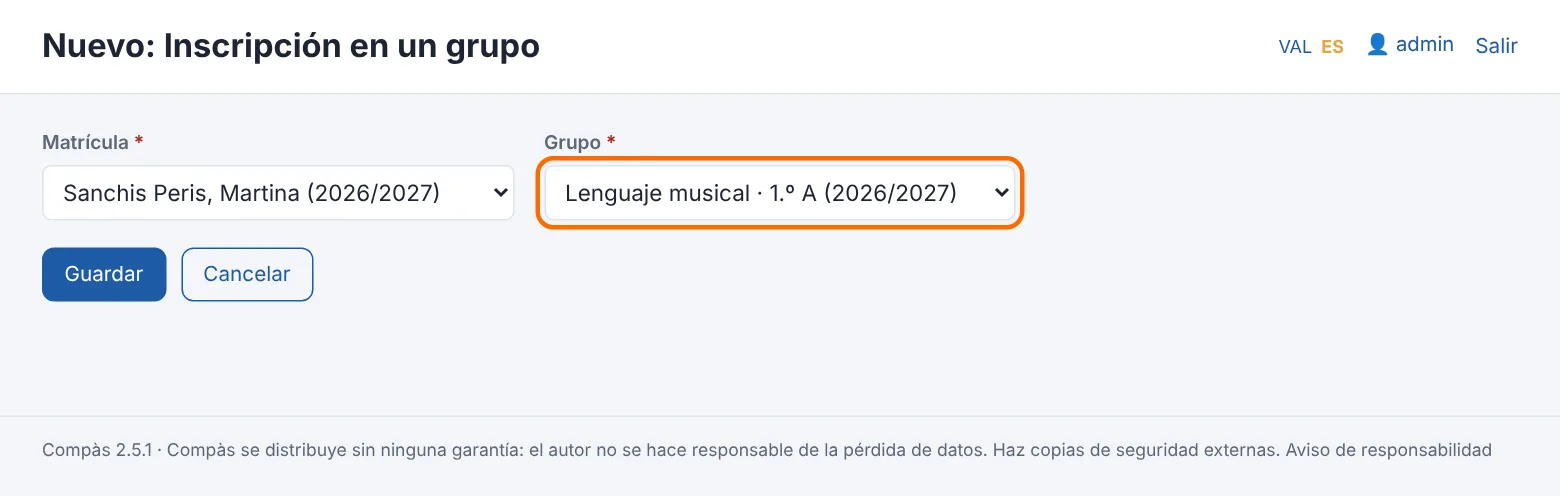 Nuevo: Inscripción en un grupo
VAL ES 👤 admin Salir
Matrícula * Grupo *
Sanchis Peris, Martina (2026/2027) Lenguaje musical · 1.º A (2026/2027)
Guardar Cancelar
Compàs 2.5.1 · Compàs se distribuye sin ninguna garantía: el autor no se hace responsable de la pérdida de datos. Haz copias de seguridad externas. Aviso de responsabilidad